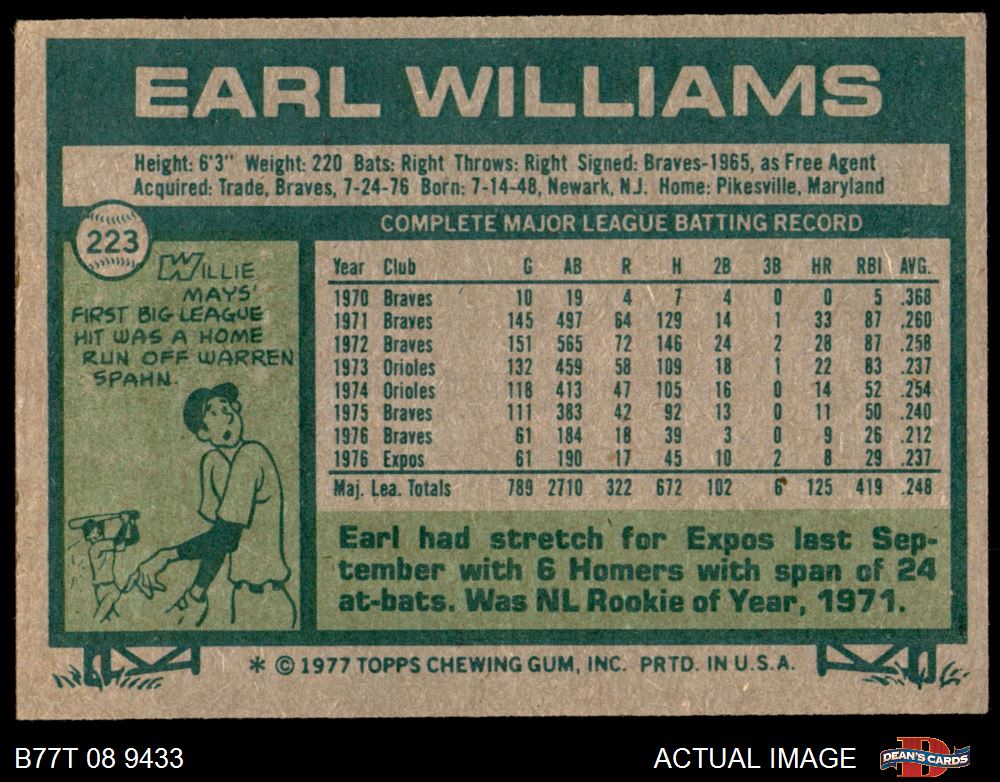 EARL WILLIAMS
Height: 6'3" Weight: 220 Bats: Right Throws: Right Signed: Braves-1965, as Free Agent
Acquired: Trade, Braves, 7-24-76 Born: 7-14-48, Newark, N.J. Home: Pikesville, Maryland
223
WILLIE
MAYS'
FIRST BIG LEAGUE
HIT WAS A HOME
RUN OFF WARREN
SPAHN.
COMPLETE MAJOR LEAGUE BATTING RECORD
Year Club G AB R H 2B 3B HR RBI AVG.
1970 Braves 10 19 4 7 4 0 0 5 .368
1971 Braves 145 497 64 129 14 1 33 87 .260
1972 Braves 151 565 72 146 24 2 28 87 .258
1973 Orioles 132 459 58 109 18 1 22 83 .237
1974 Orioles 118 413 47 105 16 0 14 52 .254
1975 Braves 111 383 42 92 13 0 11 50 .240
1976 Braves 61 184 18 39 3 0 9 26 .212
1976 Expos 61 190 17 45 10 2 8 29 .237
Maj. Lea. Totals 789 2710 322 672 102 6 125 419 .248
Earl had stretch for Expos last Sep-
tember with 6 Homers with span of 24
at-bats. Was NL Rookie of Year, 1971.
* © 1977 TOPPS CHEWING GUM, INC. PRTD. IN U.S.A.
B77T 08 9433
ACTUAL IMAGE
D
DEAN'S CARDS